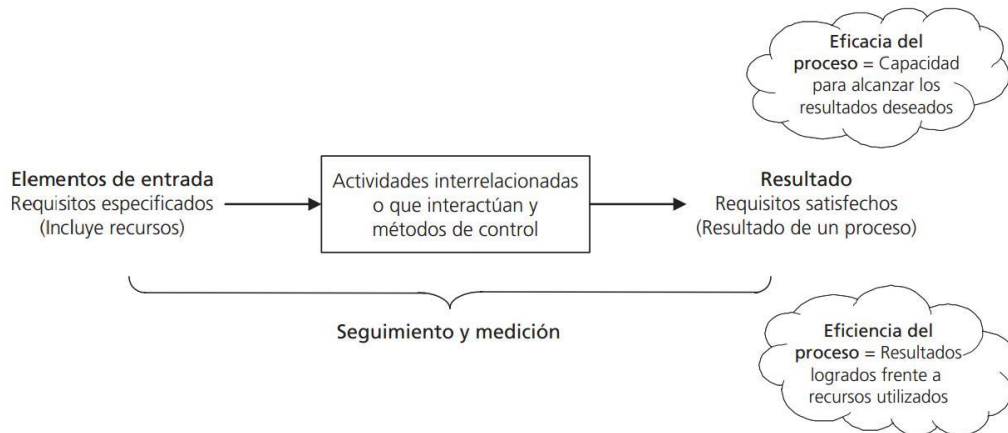 Eficacia del
proceso = Capacidad
para alcanzar los
resultados deseados
Elementos de entrada
Requisitos especificados
(Incluye recursos)
Actividades interrelacionadas
o que interactúan y
métodos de control
Resultado
Requisitos satisfechos
(Resultado de un proceso)
Seguimiento y medición
Eficiencia del
proceso = Resultados
logrados frente a
recursos utilizados